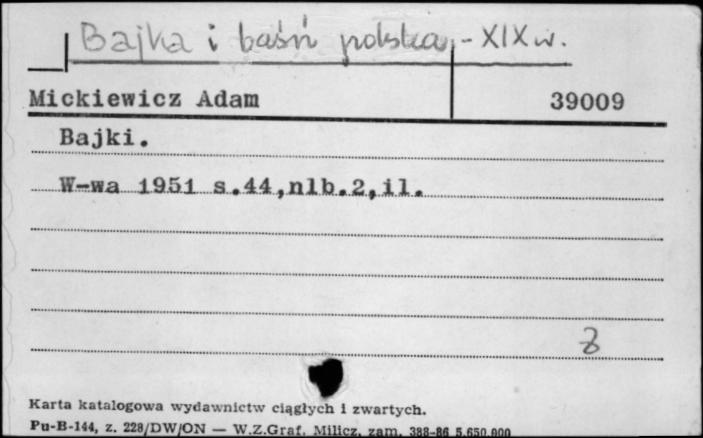 Bajka i baśń polska - XIX w.
Mickiewicz Adam 39009
Bajki.
W-wa 1951 s.44,nlb.2,il.
Karta katalogowa wydawnictw ciągłych i zwartych.
Pu-B-144, z. 228/DW/ON — W.Z.Graf. Milicz, zam. 388-86 5.650.000